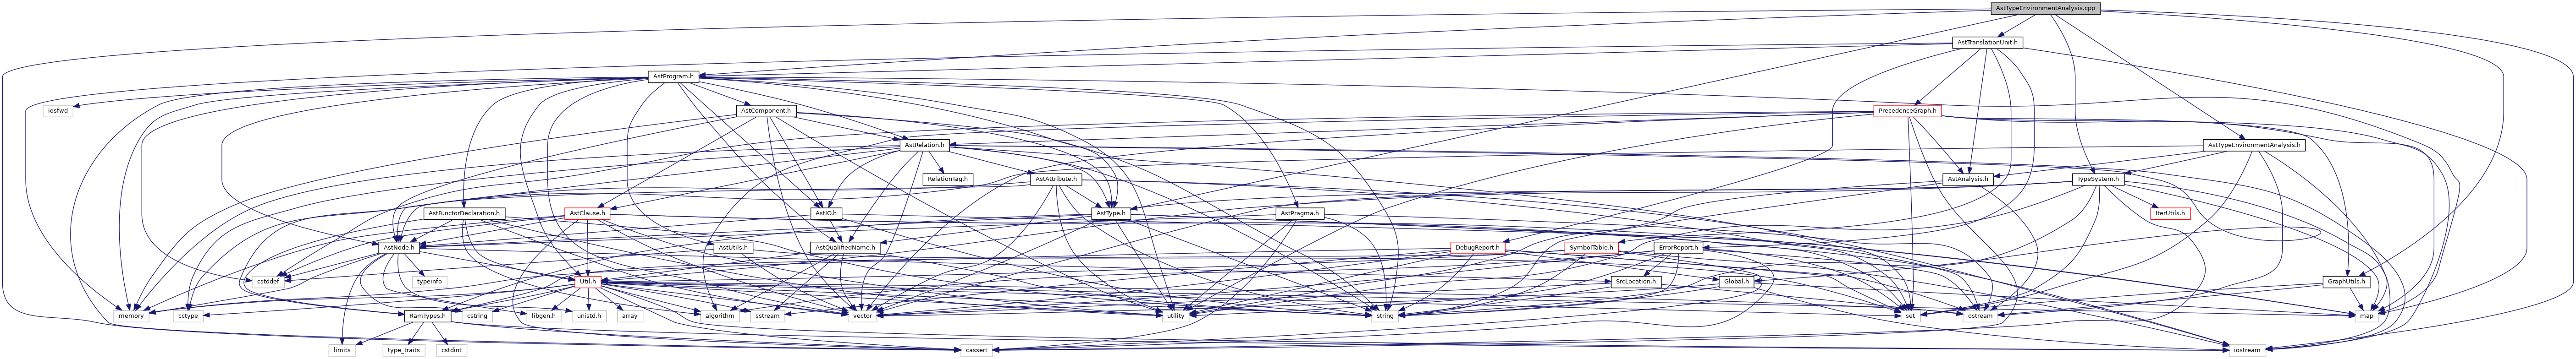 AstTypeEnvironmentAnalysis.cpp
AstTranslationUnit.h
AstProgram.h
iosfwd
AstComponent.h
PrecedenceGraph.h
AstRelation.h
AstTypeEnvironmentAnalysis.h
RelationTag.h
AstAttribute.h
AstAnalysis.h
TypeSystem.h
AstFunctorDeclaration.h
AstClause.h
AstIO.h
AstType.h
AstPragma.h
IterUtils.h
AstNode.h
AstUtils.h
AstQualifiedName.h
DebugReport.h
SymbolTable.h
ErrorReport.h
cstddef
typeinfo
Util.h
SrcLocation.h
Global.h
GraphUtils.h
memory
cctype
RamTypes.h
cstring
libgen.h
unistd.h
array
algorithm
sstream
vector
utility
string
set
ostream
map
limits
type_traits
cstdint
cassert
iostream